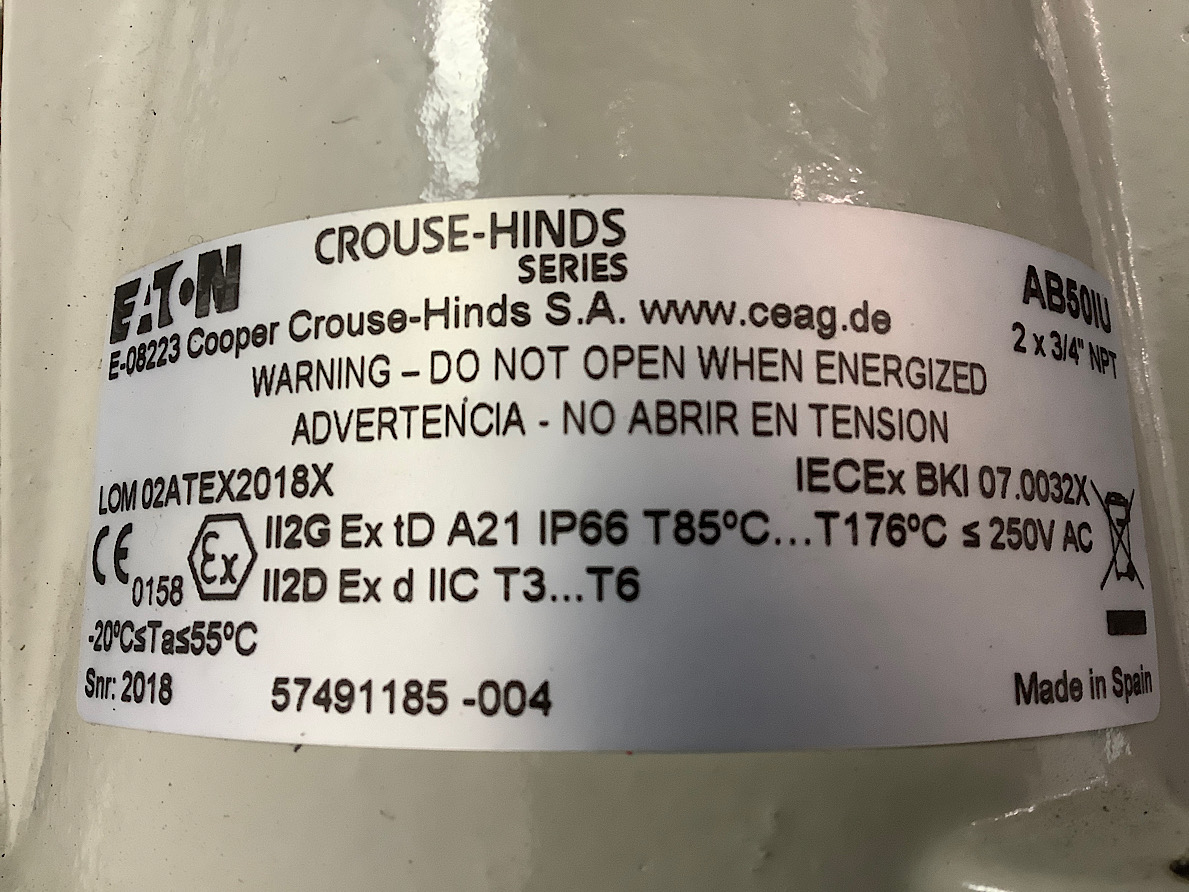 EATON
CROUSE-HINDS
SERIES
AB50IU
E-08223 Cooper Crouse-Hinds S.A. www.ceag.de
2 x 3/4" NPT
WARNING – DO NOT OPEN WHEN ENERGIZED
ADVERTENCIA - NO ABRIR EN TENSION
LOM 02ATEX2018X
IECEx BKI 07.0032X
CE 0158 Ex II2G Ex tD A21 IP66 T85ºC...T176ºC ≤ 250V AC
II2D Ex d IIC T3...T6
-20ºC≤Ta≤55ºC
Snr: 2018 57491185 -004
Made in Spain